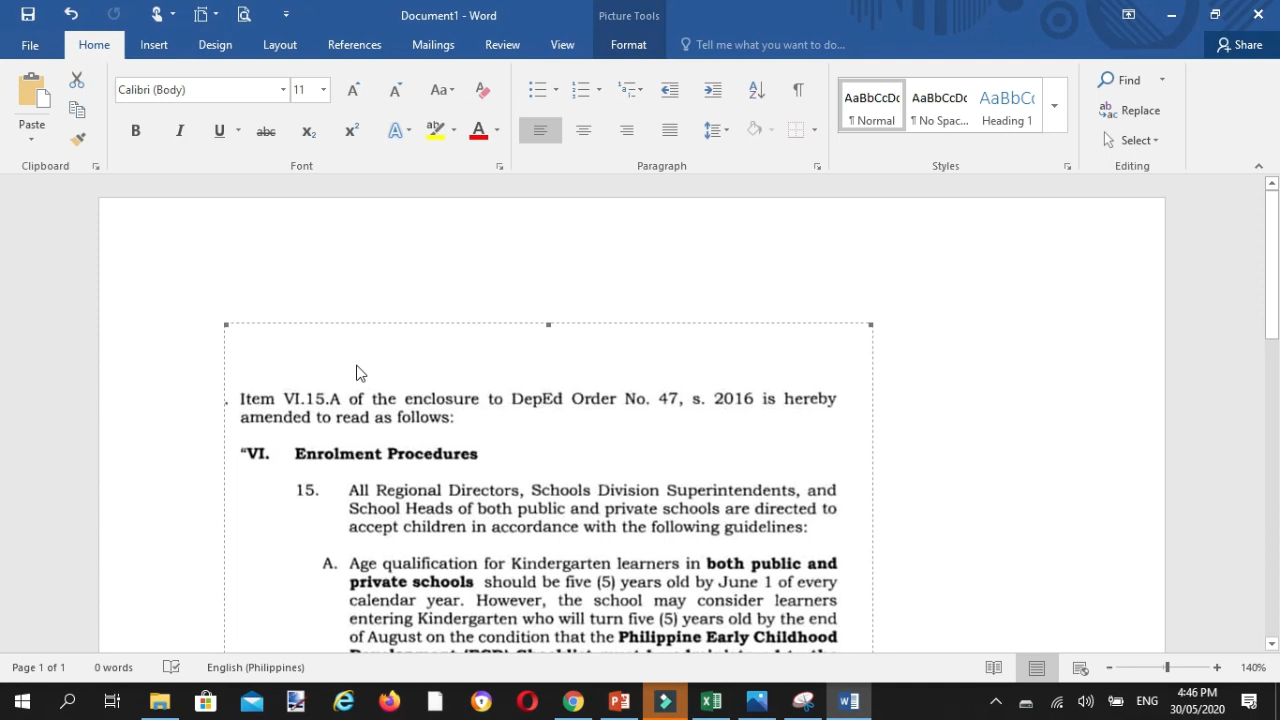 Document1 - Word
Picture Tools
File
Home
Insert
Design
Layout
References
Mailings
Review
View
Format
Tell me what you want to do...
Share
Paste
Calibri (Body)
11
Clipboard
Font
Paragraph
AaBbCcDc
¶ Normal
AaBbCcDc
¶ No Spac...
AaBbCc
Heading 1
Styles
Find
Replace
Select
Editing
. Item VI.15.A of the enclosure to DepEd Order No. 47, s. 2016 is hereby
amended to read as follows:
"VI. Enrolment Procedures
15. All Regional Directors, Schools Division Superintendents, and
School Heads of both public and private schools are directed to
accept children in accordance with the following guidelines:
A. Age qualification for Kindergarten learners in both public and
private schools should be five (5) years old by June 1 of every
calendar year. However, the school may consider learners
entering Kindergarten who will turn five (5) years old by the end
of August on the condition that the Philippine Early Childhood
Page 1 of 1
0 words
English (Philippines)
140%
ENG
4:46 PM
30/05/2020